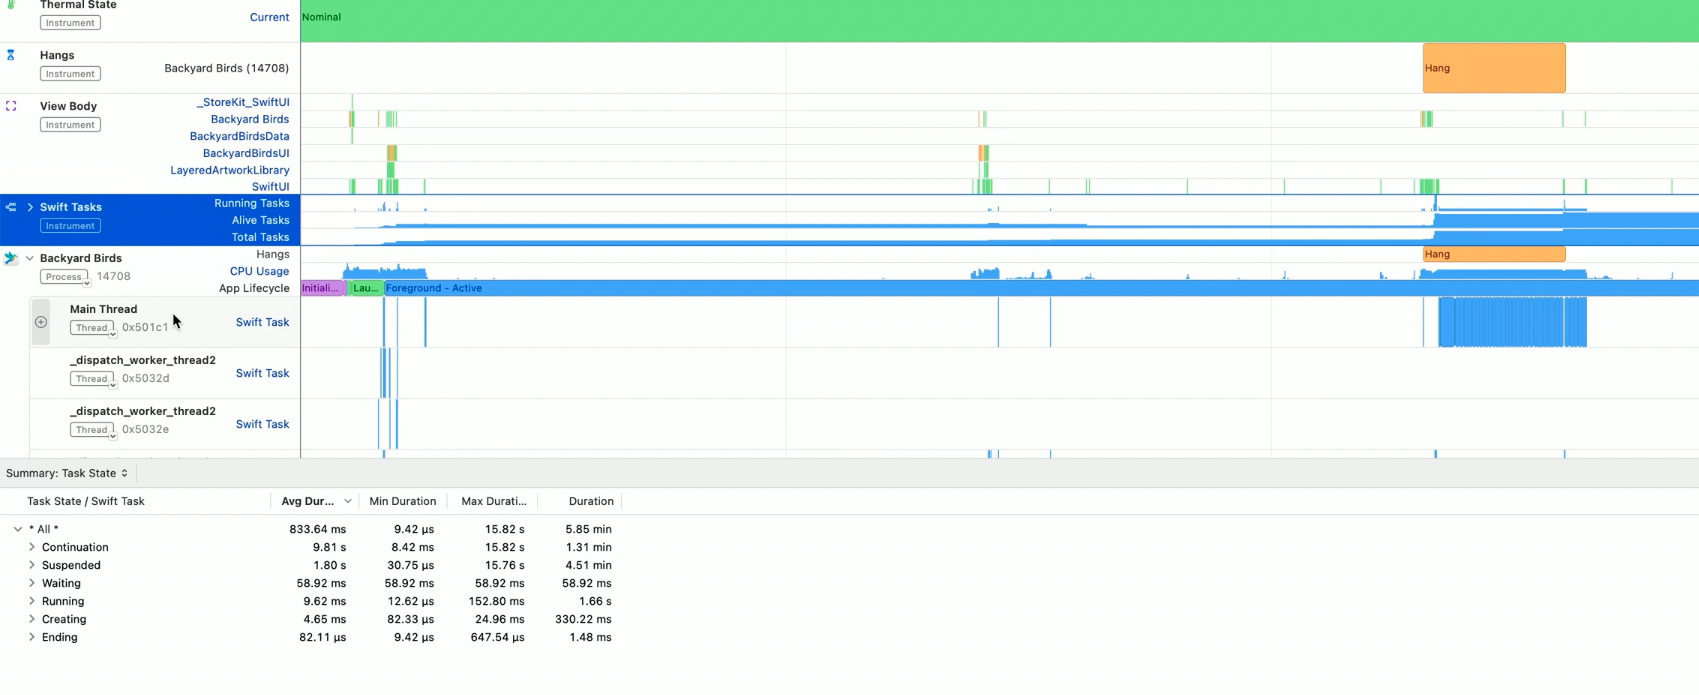 Thermal State
Instrument
Current
Nominal
Hangs
Instrument
Backyard Birds (14708)
Hang
View Body
Instrument
_StoreKit_SwiftUI
Backyard Birds
BackyardBirdsData
BackyardBirdsUI
LayeredArtworkLibrary
SwiftUI
Swift Tasks
Instrument
Running Tasks
Alive Tasks
Total Tasks
Backyard Birds
Process 14708
Hangs
Hang
CPU Usage
App Lifecycle
Initiali... Lau... Foreground - Active
Main Thread
Thread 0x501c1
Swift Task
_dispatch_worker_thread2
Thread 0x5032d
Swift Task
_dispatch_worker_thread2
Thread 0x5032e
Swift Task
Summary: Task State
Task State / Swift Task Avg Dur... Min Duration Max Durati... Duration
* All * 833.64 ms 9.42 µs 15.82 s 5.85 min
Continuation 9.81 s 8.42 ms 15.82 s 1.31 min
Suspended 1.80 s 30.75 µs 15.76 s 4.51 min
Waiting 58.92 ms 58.92 ms 58.92 ms 58.92 ms
Running 9.62 ms 12.62 µs 152.80 ms 1.66 s
Creating 4.65 ms 82.33 µs 24.96 ms 330.22 ms
Ending 82.11 µs 9.42 µs 647.54 µs 1.48 ms